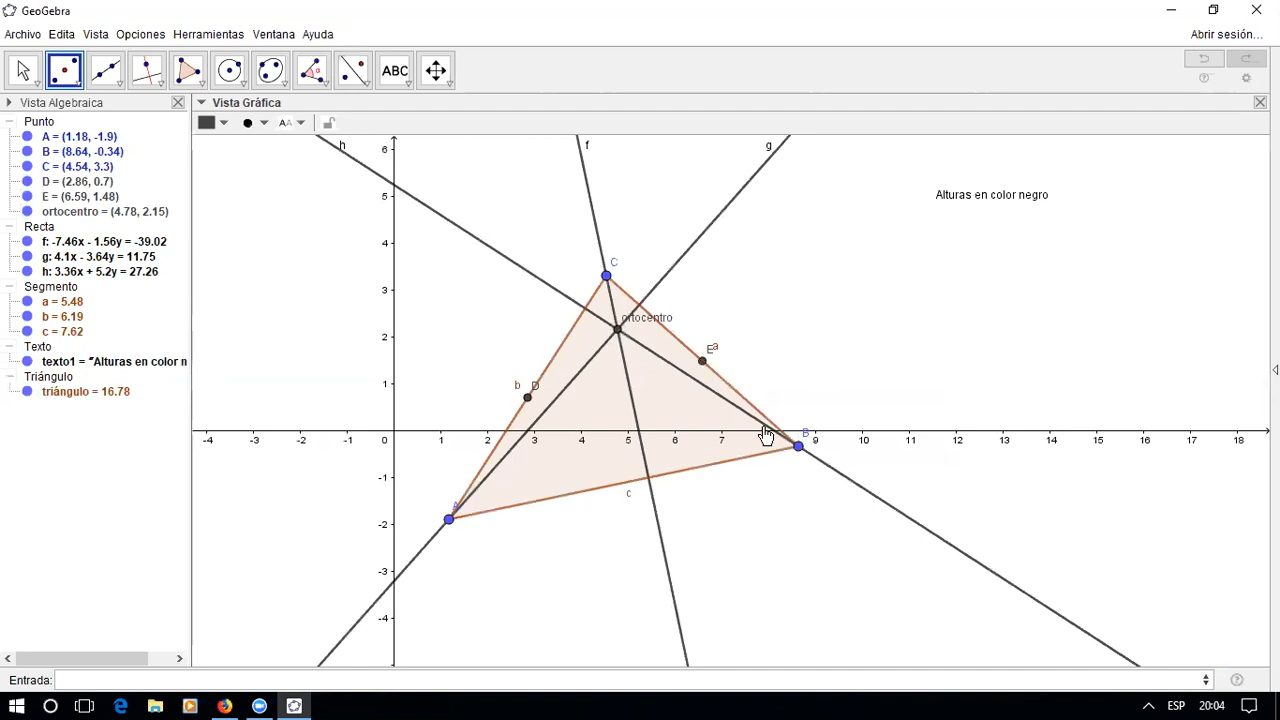 GeoGebra
Archivo Edita Vista Opciones Herramientas Ventana Ayuda
Abrir sesión...
ABC
Vista Algebraica
Vista Gráfica
AA
Punto
A = (1.18, -1.9)
B = (8.64, -0.34)
C = (4.54, 3.3)
D = (2.86, 0.7)
E = (6.59, 1.48)
ortocentro = (4.78, 2.15)
Recta
f: -7.46x - 1.56y = -39.02
g: 4.1x - 3.64y = 11.75
h: 3.36x + 5.2y = 27.26
Segmento
a = 5.48
b = 6.19
c = 7.62
Texto
texto1 = "Alturas en color n
Triángulo
triángulo = 16.78
h f g
Alturas en color negro
C
ortocentro
E a
b D
B
A
c
6
5
4
3
2
1
-4 -3 -2 -1 0 1 2 3 4 5 6 7 8 9 10 11 12 13 14 15 16 17 18
-1
-2
-3
-4
Entrada:
ESP 20:04